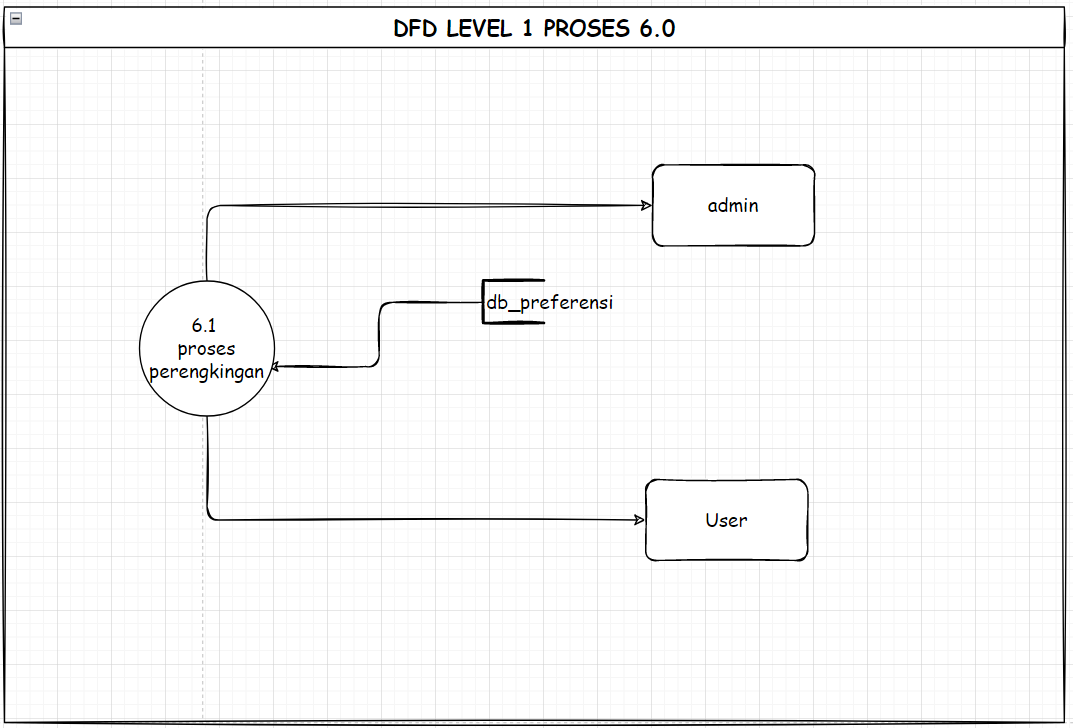 DFD LEVEL 1 PROSES 6.0
admin
db_preferensi
6.1
proses
perengkingan
User